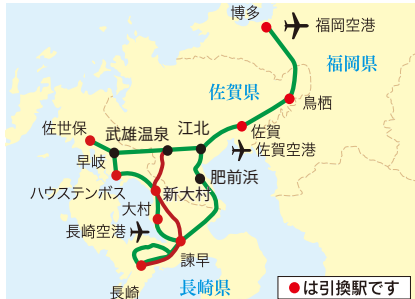 博多
福岡空港
福岡県
佐賀県
鳥栖
佐世保
武雄温泉
江北
佐賀
佐賀空港
早岐
肥前浜
ハウステンボス
新大村
大村
長崎空港
諫早
長崎県
長崎
●は引換駅です